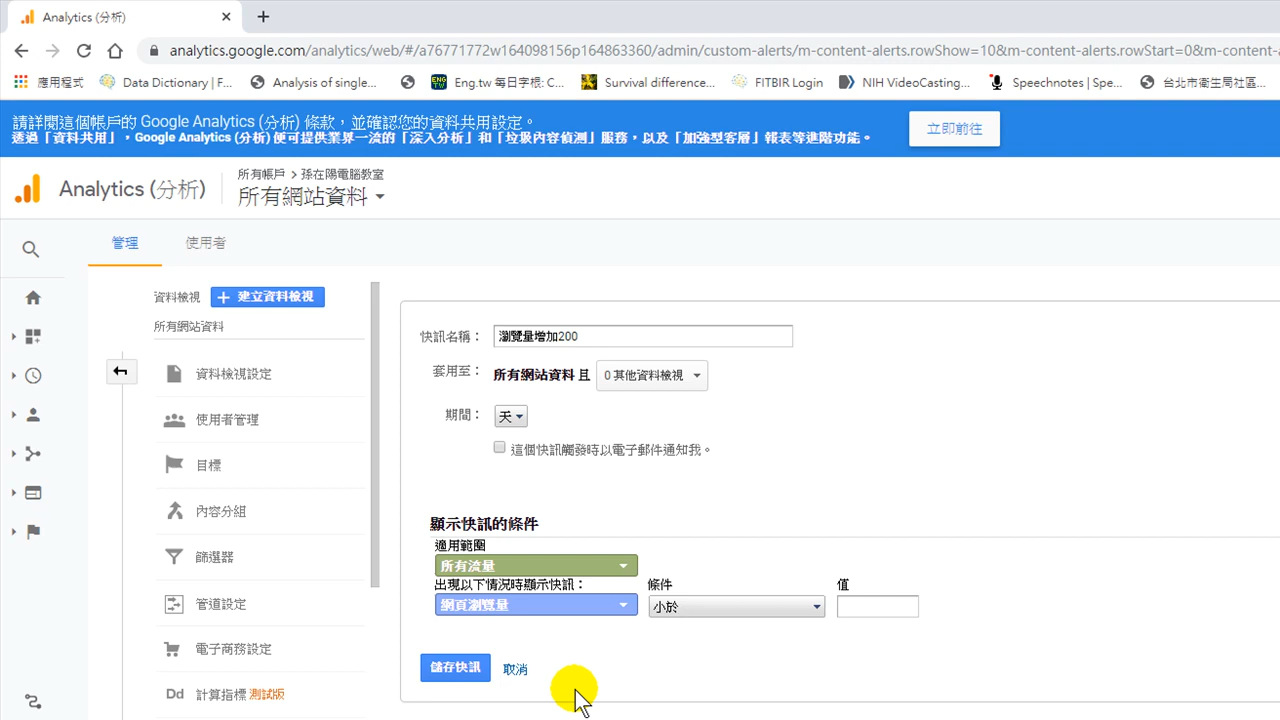 Analytics (分析)
analytics.google.com/analytics/web/#/a76771772w164098156p164863360/admin/custom-alerts/m-content-alerts.rowShow=10&m-content-alerts.rowStart=0&m-content-a
應用程式 Data Dictionary | F... Analysis of single... Eng.tw 每日字根: C... Survival difference... FITBIR Login NIH VideoCasting... Speechnotes | Spe... 台北市衛生局社區...
請詳閱這個帳戶的 Google Analytics (分析) 條款，並確認您的資料共用設定。
透過「資料共用」，Google Analytics (分析) 便可提供業界一流的「深入分析」和「垃圾內容偵測」服務，以及「加強型客層」報表等進階功能。
立即前往
Analytics (分析)
所有帳戶 > 孫在陽電腦教室
所有網站資料
管理 使用者
資料檢視 + 建立資料檢視
所有網站資料
資料檢視設定
使用者管理
目標
內容分組
篩選器
管道設定
電子商務設定
Dd 計算指標 測試版
快訊名稱： 瀏覽量增加200
套用至： 所有網站資料 且 0 其他資料檢視
期間： 天
這個快訊觸發時以電子郵件通知我。
顯示快訊的條件
適用範圍
所有流量
出現以下情況時顯示快訊： 條件 值
網頁瀏覽量 小於
儲存快訊 取消